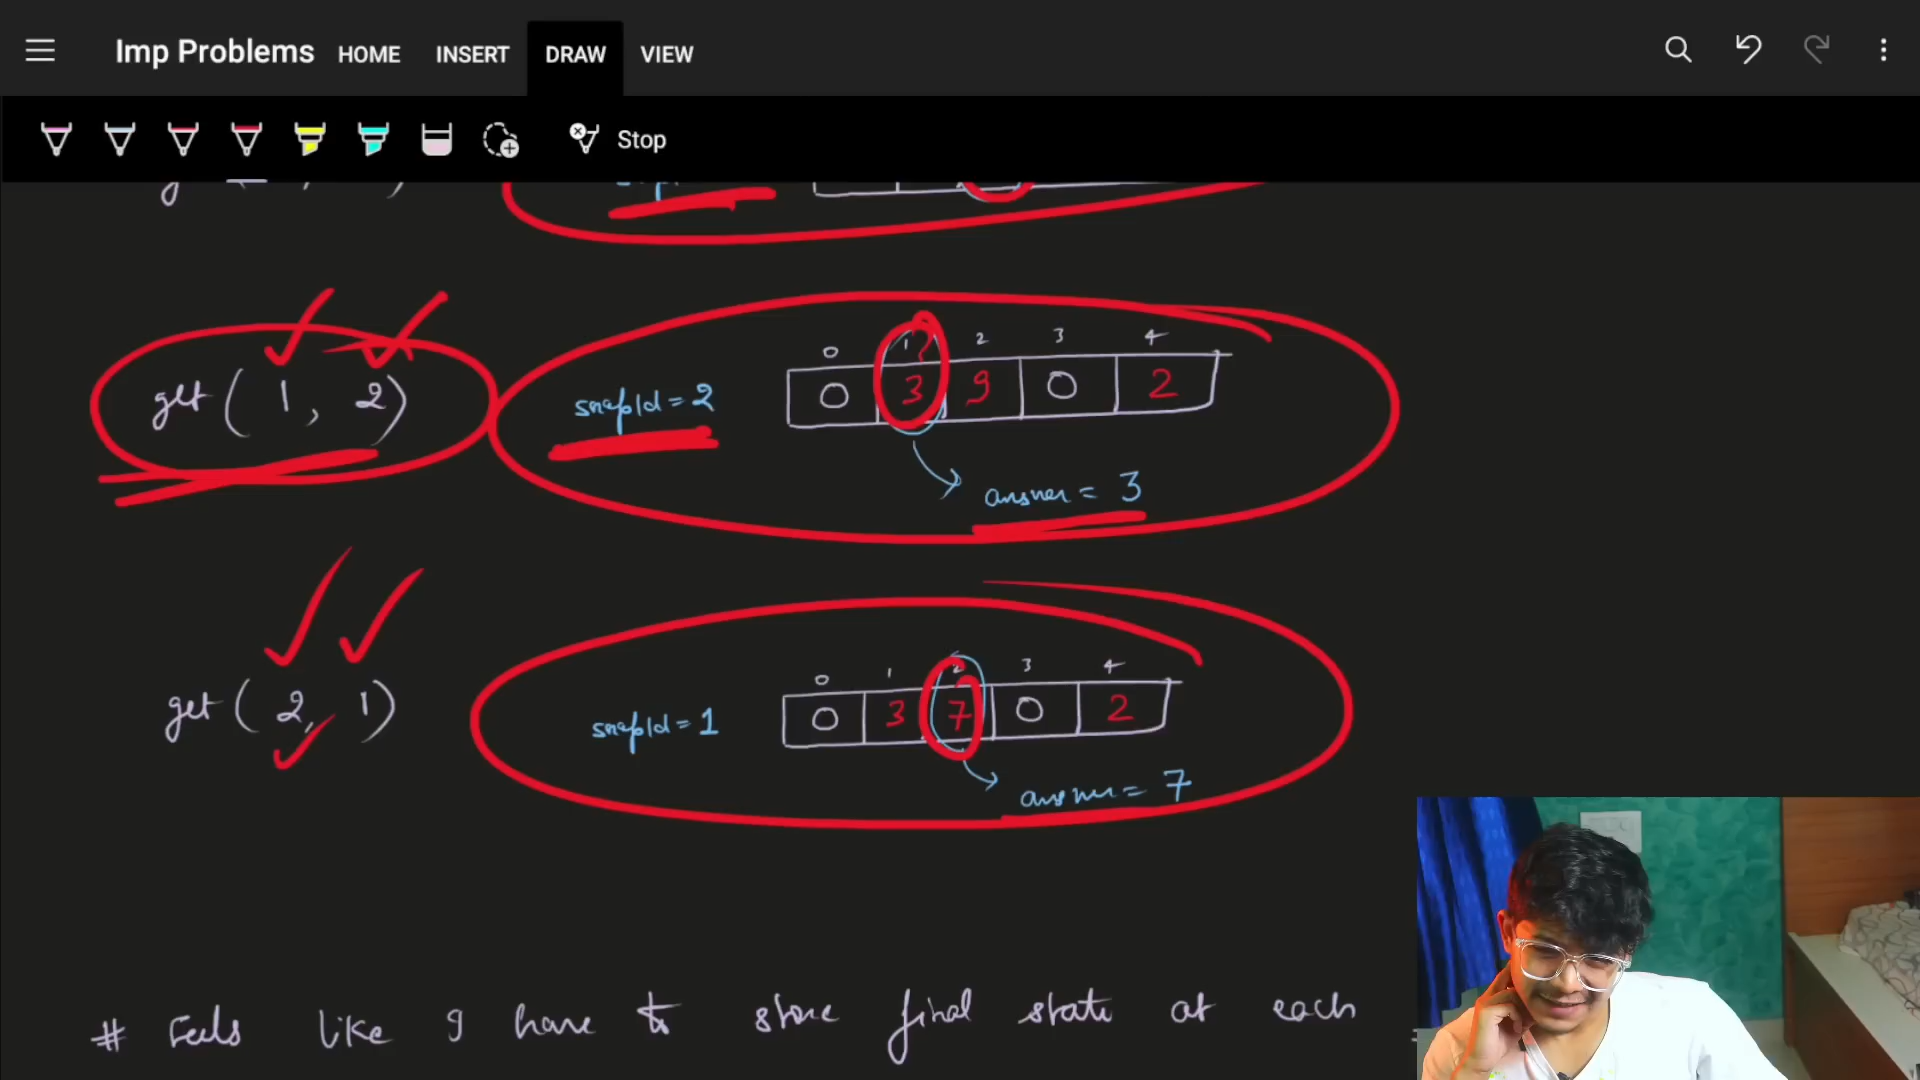 Imp Problems HOME INSERT DRAW VIEW
Stop
0 1 2 3 4
get ( 1, 2) snapId = 2 0 3 9 0 2
answer = 3
0 1 2 3 4
get ( 2, 1) snapId = 1 0 3 7 0 2
answer = 7
# Feels like I have to store final state at each